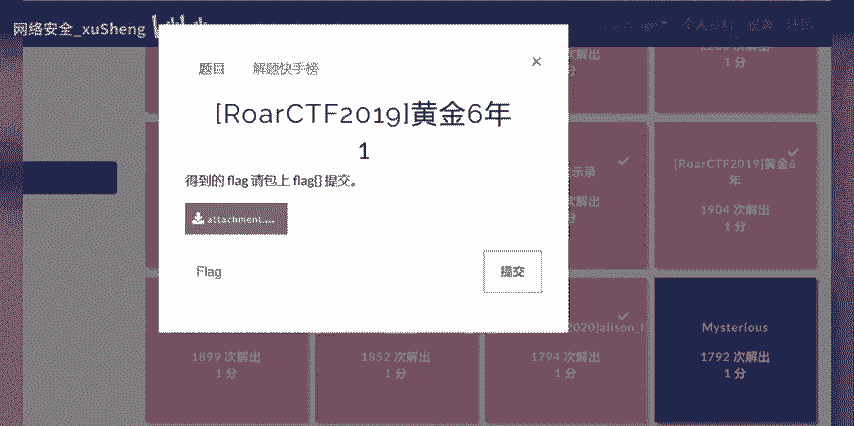 网络安全_xuSheng
题目 解题快手榜
×
[RoarCTF2019]黄金6年
1
得到的 flag 请包上 flag{} 提交。
attachment....
Flag
提交
次解出
1 分
1 分
示录
次解出
1 分
[RoarCTF2019]黄金6
年
1904 次解出
1 分
1899 次解出
1 分
1852 次解出
1 分
2020]alison_l
1794 次解出
1 分
Mysterious
1792 次解出
1 分